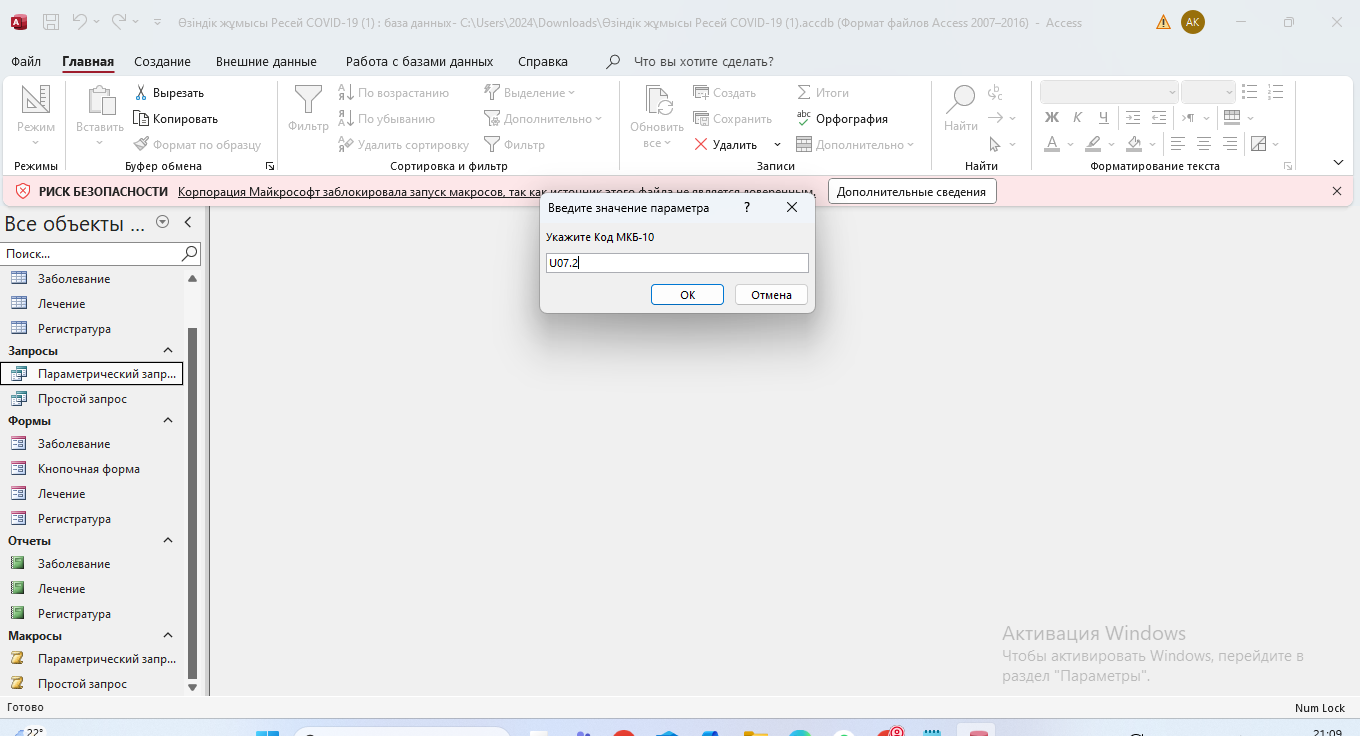 Өзіндік жұмысы Ресей COVID-19 (1) : база данных- C:\Users\2024\Downloads\Өзіндік жұмысы Ресей COVID-19 (1).accdb (Формат файлов Access 2007–2016) - Access
АК
Файл Главная Создание Внешние данные Работа с базами данных Справка Что вы хотите сделать?
Режим
Режимы
Вставить
Вырезать
Копировать
Формат по образцу
Буфер обмена
Фильтр
По возрастанию
По убыванию
Удалить сортировку
Выделение
Дополнительно
Фильтр
Сортировка и фильтр
Обновить
все
Создать
Сохранить
Удалить
Итоги
Орфография
Дополнительно
Записи
Найти
Найти
Ж К Ч
Форматирование текста
РИСК БЕЗОПАСНОСТИ Корпорация Майкрософт заблокировала запуск макросов, так как источник этого файла не является доверенным. Дополнительные сведения
Все объекты ...
Поиск...
Заболевание
Лечение
Регистратура
Запросы
Параметрический запр...
Простой запрос
Формы
Заболевание
Кнопочная форма
Лечение
Регистратура
Отчеты
Заболевание
Лечение
Регистратура
Макросы
Параметрический запр...
Простой запрос
Введите значение параметра ?
Укажите Код МКБ-10
U07.2
ОК Отмена
Активация Windows
Чтобы активировать Windows, перейдите в
раздел "Параметры".
Готово
Num Lock
22°
21:09